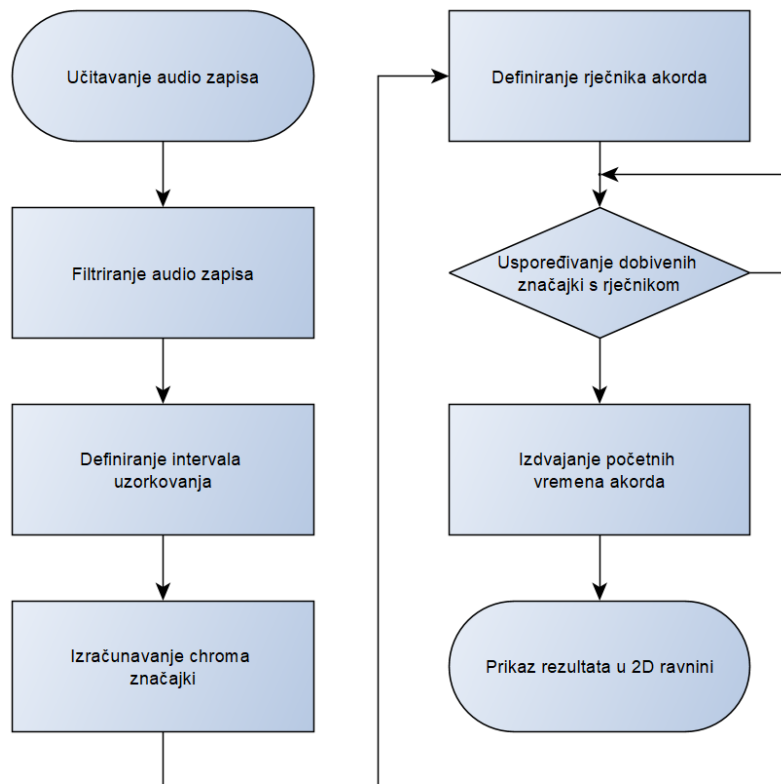 Učitavanje audio zapisa
Filtriranje audio zapisa
Definiranje intervala
uzorkovanja
Izračunavanje chroma
značajki
Definiranje rječnika akorda
Uspoređivanje dobivenih
značajki s rječnikom
Izdvajanje početnih
vremena akorda
Prikaz rezultata u 2D ravnini